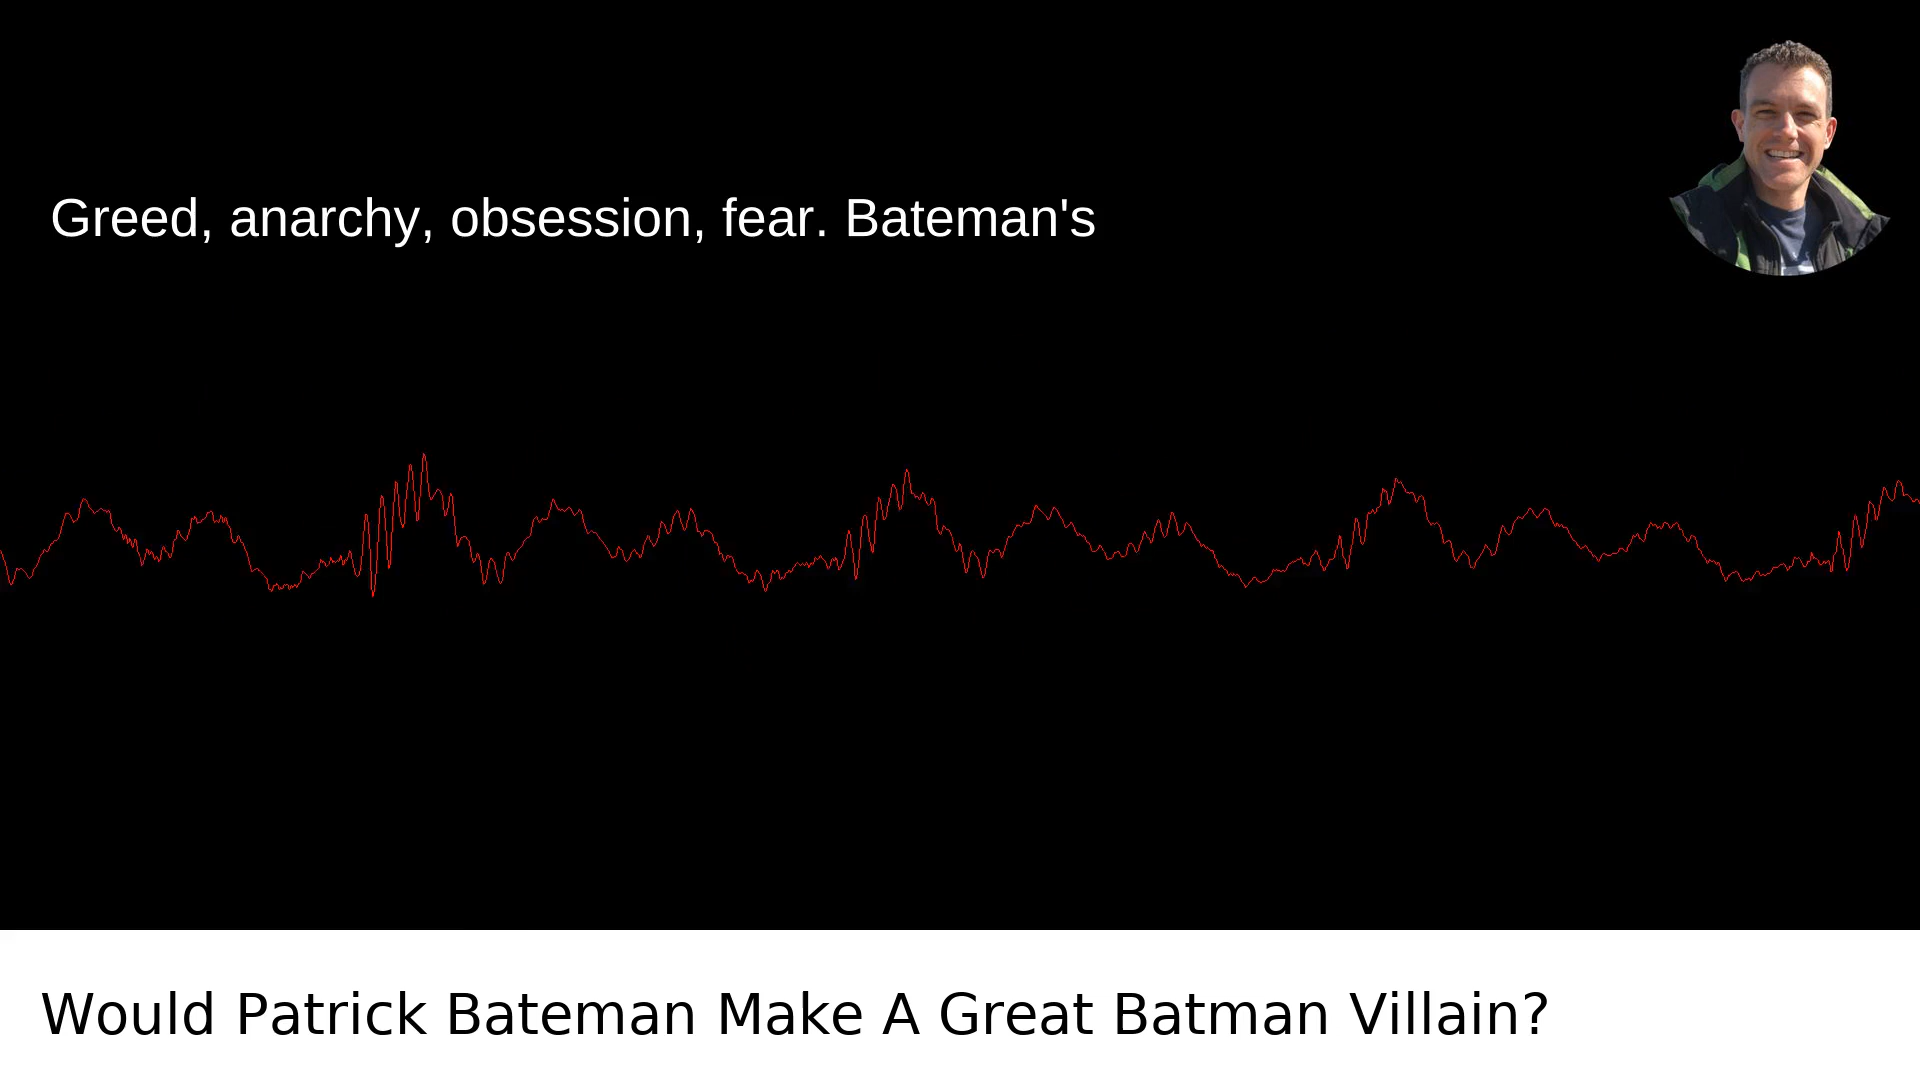 Greed, anarchy, obsession, fear. Bateman's
Would Patrick Bateman Make A Great Batman Villain?